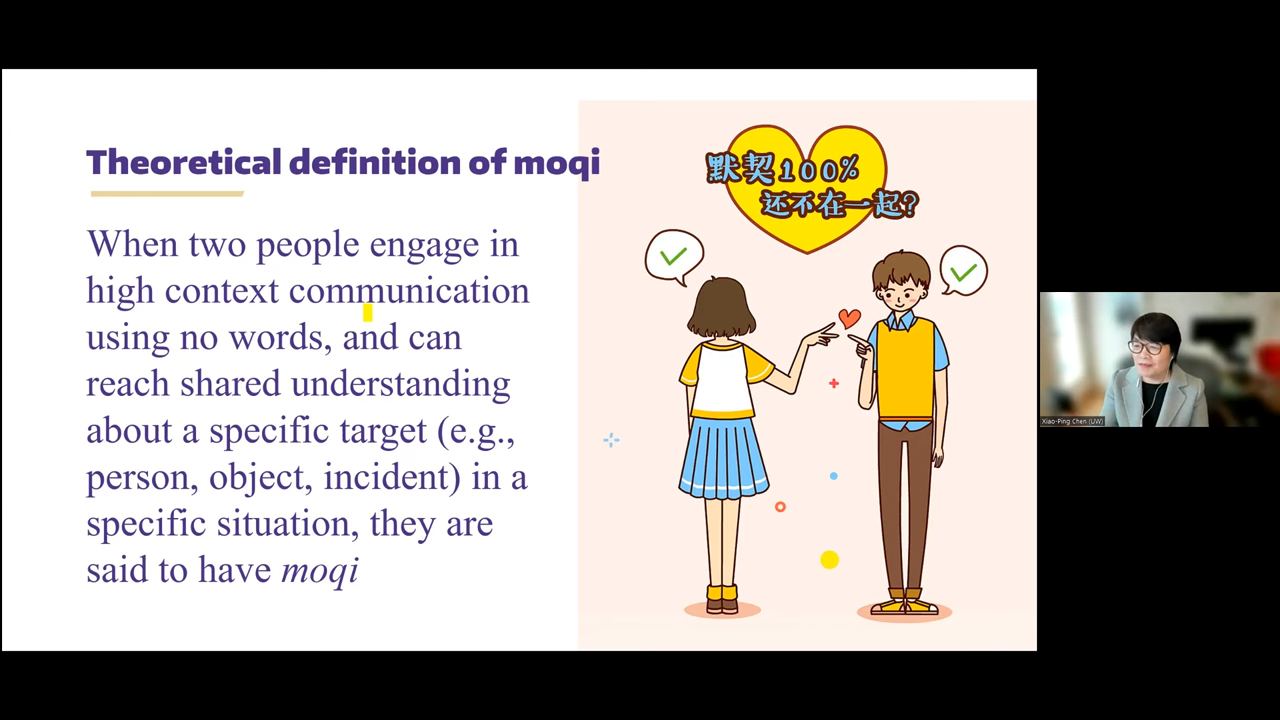 Theoretical definition of moqi
When two people engage in
high context communication
using no words, and can
reach shared understanding
about a specific target (e.g.,
person, object, incident) in a
specific situation, they are
said to have moqi
默契100%
还不在一起?
Xiao-Ping Chen (UW)